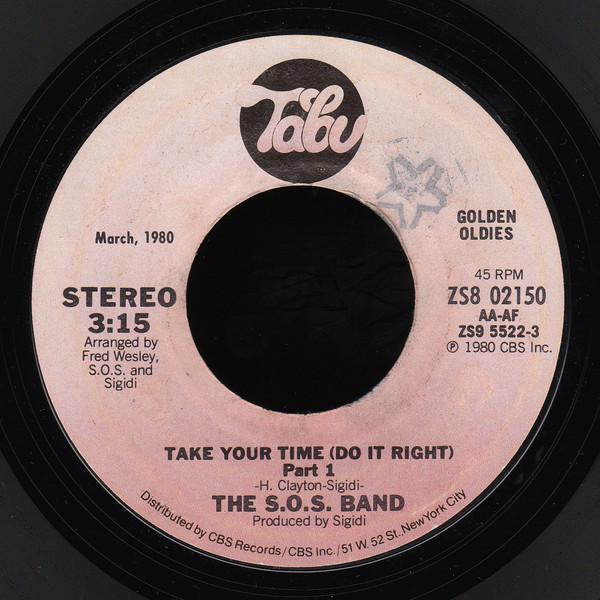 Tabu
March, 1980
GOLDEN
OLDIES
STEREO
3:15
Arranged by
Fred Wesley,
S.O.S. and
Sigidi
45 RPM
ZS8 02150
AA-AF
ZS9 5522-3
℗ 1980 CBS Inc.
TAKE YOUR TIME (DO IT RIGHT)
Part 1
-H. Clayton-Sigidi-
THE S.O.S. BAND
Produced by Sigidi
Distributed by CBS Records/CBS Inc./51 W. 52 St., New York City